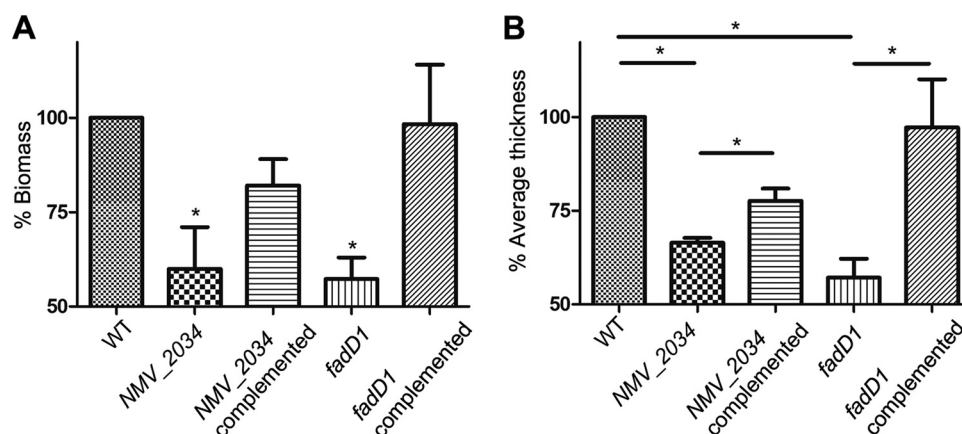 A
% Biomass
100
75
50
*
*
WT
NMV_2034
NMV_2034
complemented
fadD1
fadD1
complemented
B
% Average thickness
100
75
50
*
*
*
*
WT
NMV_2034
NMV_2034
complemented
fadD1
fadD1
complemented